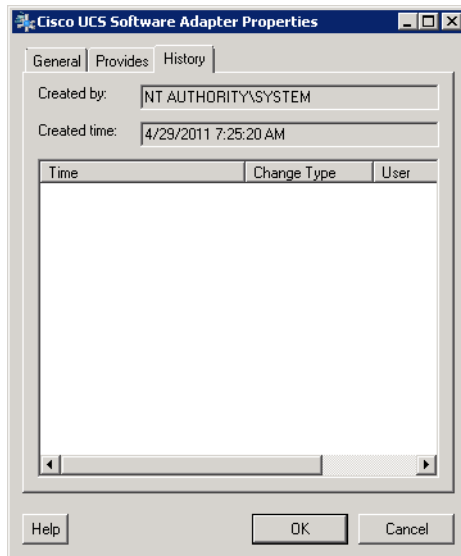 Cisco UCS Software Adapter Properties
General Provides History
Created by: NT AUTHORITY\SYSTEM
Created time: 4/29/2011 7:25:20 AM
Time Change Type User
Help OK Cancel